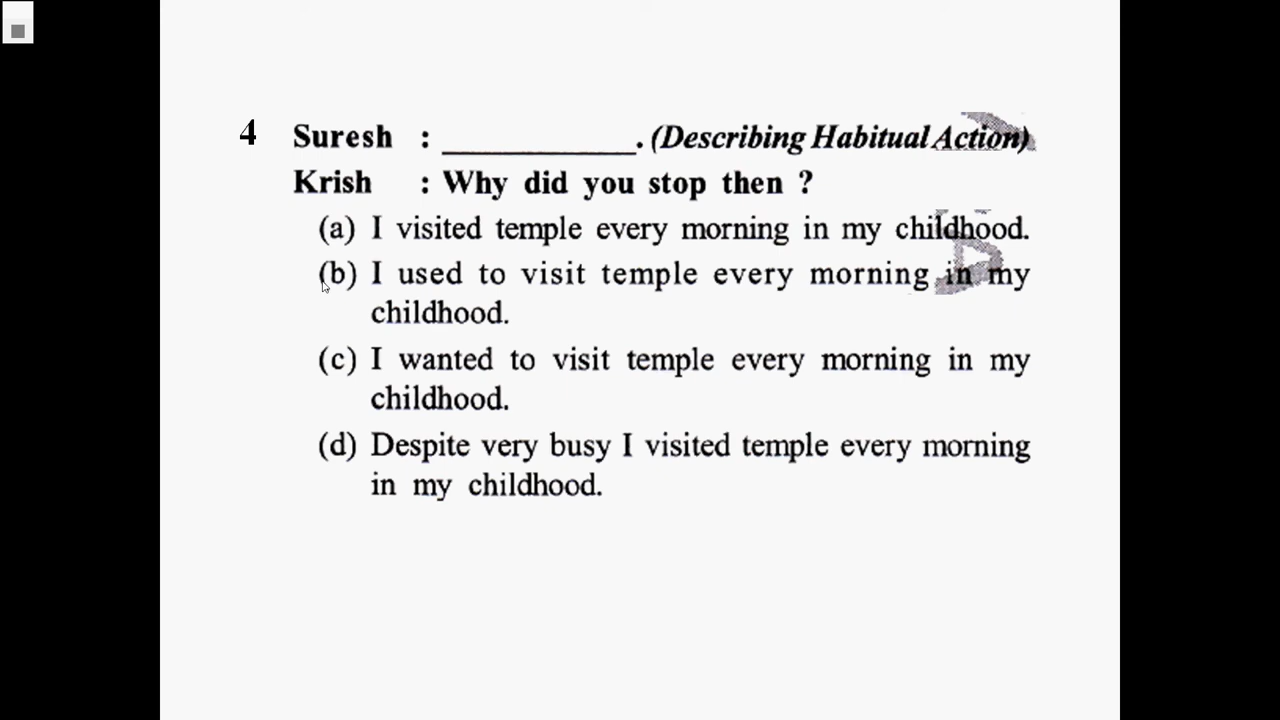 4 Suresh : ____________. (Describing Habitual Action)
Krish : Why did you stop then ?
(a) I visited temple every morning in my childhood.
(b) I used to visit temple every morning in my
childhood.
(c) I wanted to visit temple every morning in my
childhood.
(d) Despite very busy I visited temple every morning
in my childhood.